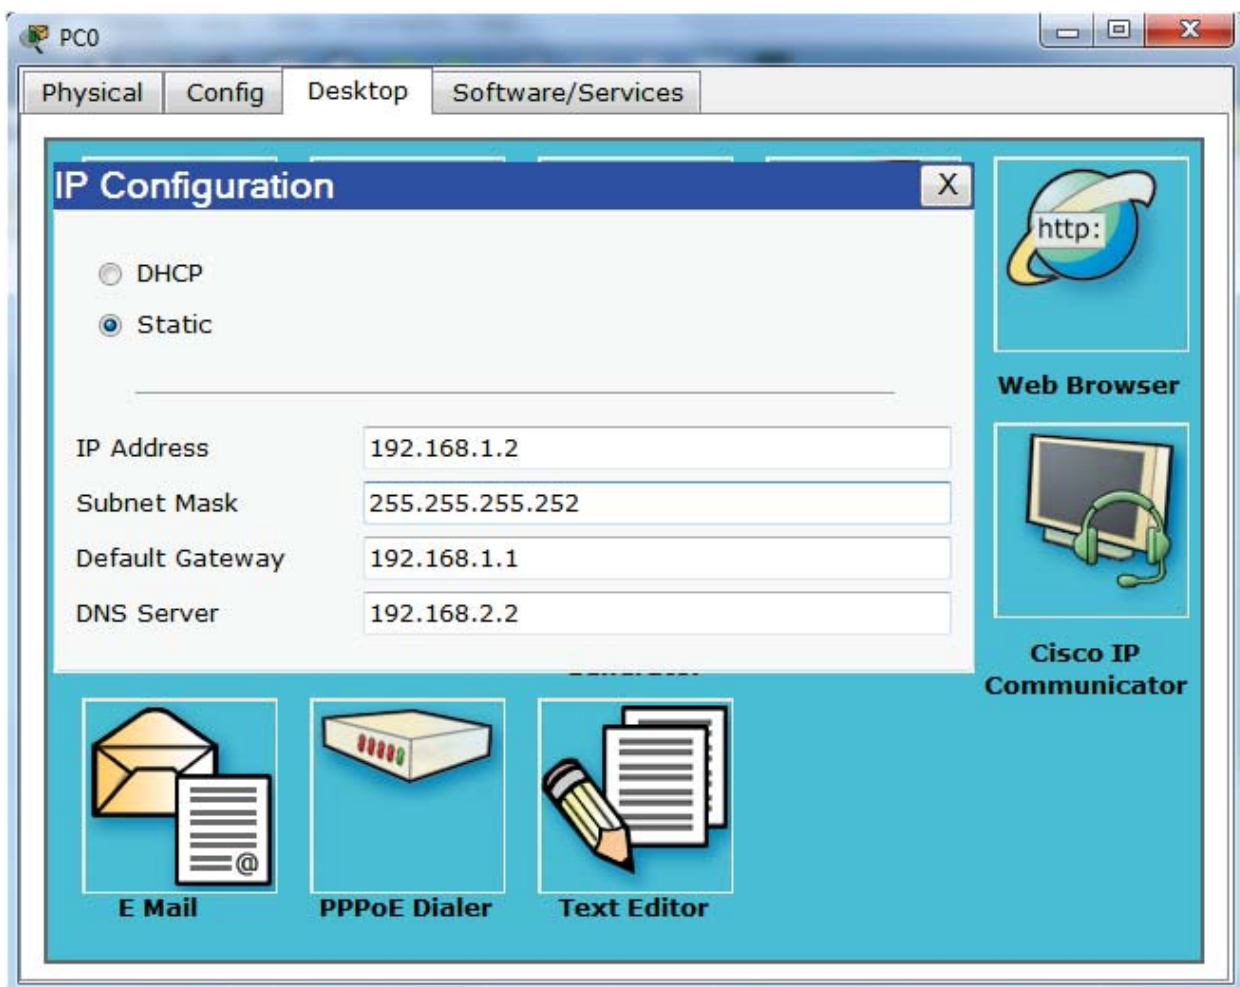 PC0
X
Physical
Config
Desktop
Software/Services
IP Configuration
X
DHCP
Static
IP Address
192.168.1.2
Subnet Mask
255.255.255.252
Default Gateway
192.168.1.1
DNS Server
192.168.2.2
http:
Web Browser
Cisco IP
Communicator
@
E Mail
PPPoE Dialer
Text Editor